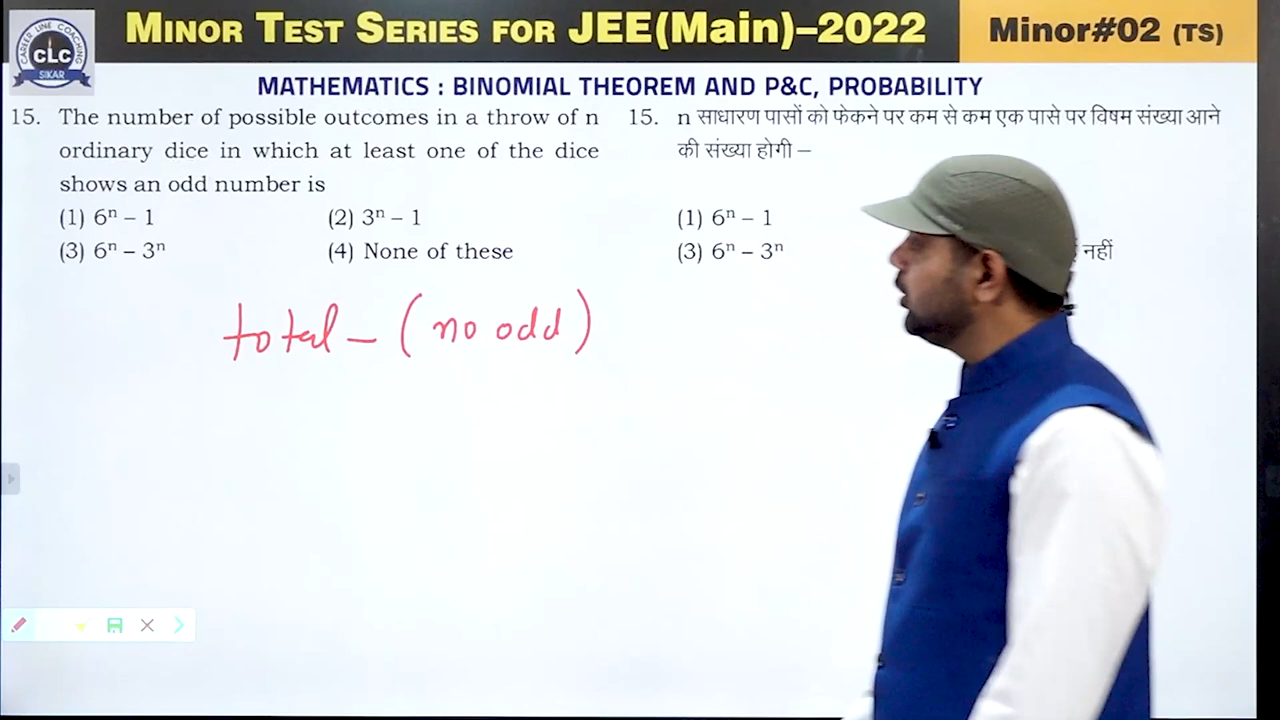 MINOR TEST SERIES FOR JEE(Main)–2022
Minor#02 (TS)
CAREER LINE COACHING
CLC
SIKAR
MATHEMATICS : BINOMIAL THEOREM AND P&C, PROBABILITY
15. The number of possible outcomes in a throw of n
ordinary dice in which at least one of the dice
shows an odd number is
(1) 6ⁿ – 1 (2) 3ⁿ – 1
(3) 6ⁿ – 3ⁿ (4) None of these
15. n साधारण पासों को फेकने पर कम से कम एक पासे पर विषम संख्या आने
की संख्या होगी –
(1) 6ⁿ – 1
(3) 6ⁿ – 3ⁿ
नहीं
total – (no odd)